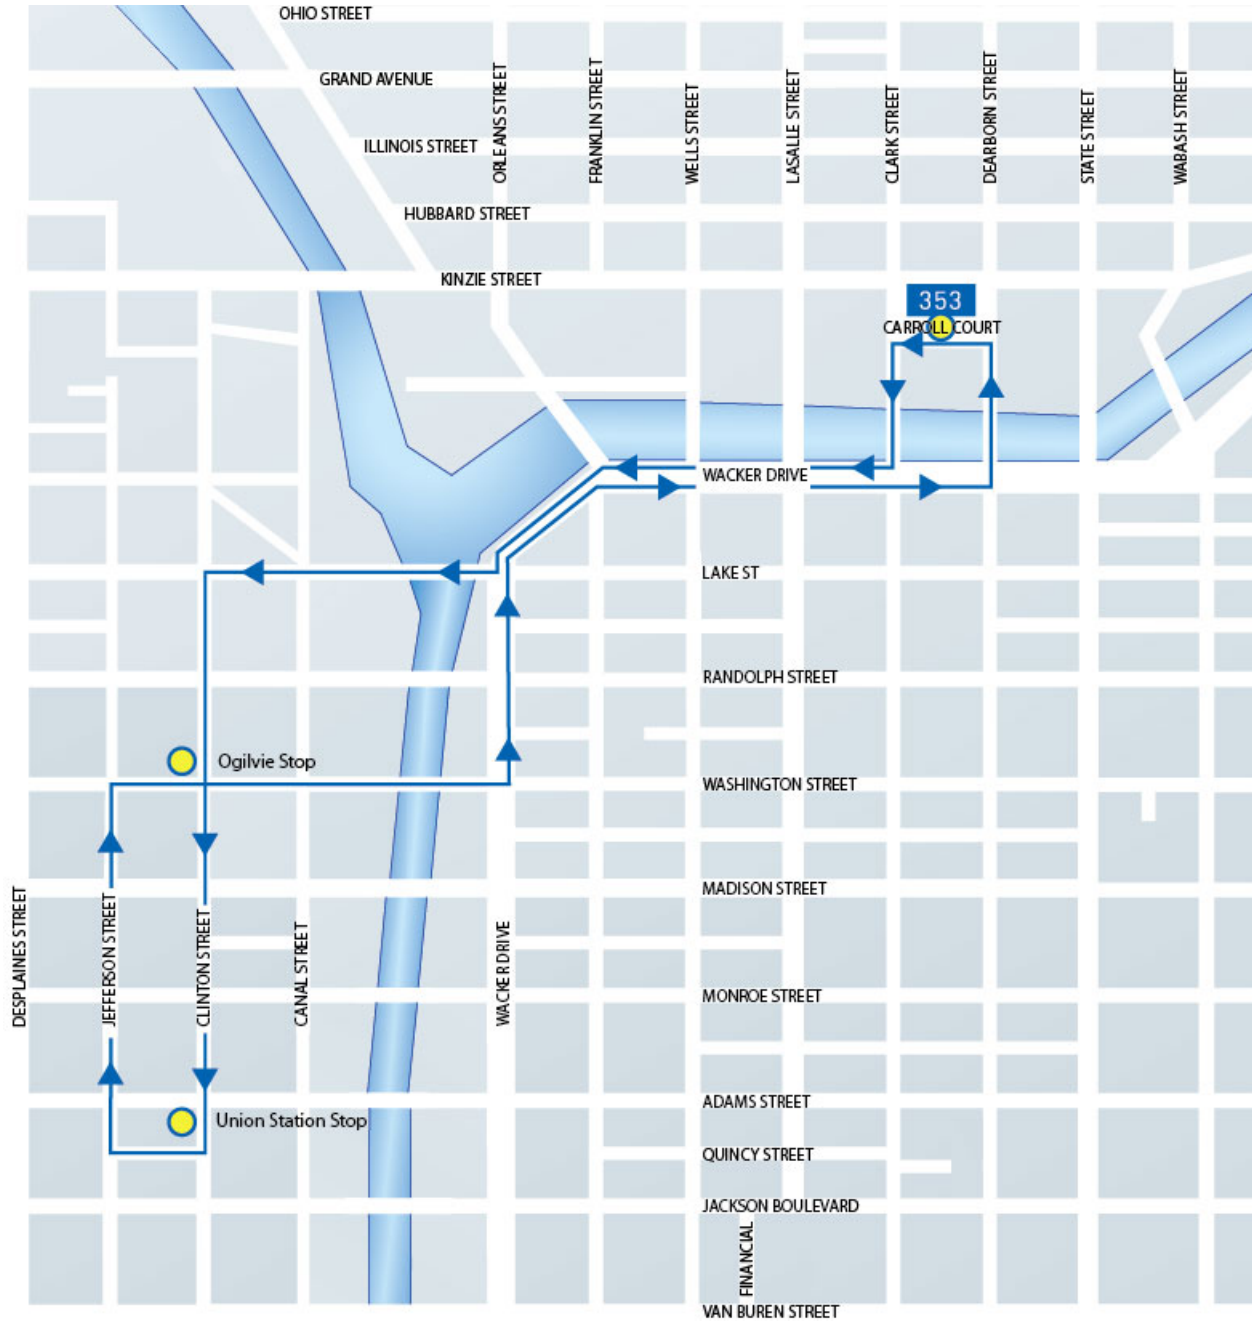 OHIO STREET
GRAND AVENUE
ILLINOIS STREET
HUBBARD STREET
KINZIE STREET
ORLEANS STREET
FRANKLIN STREET
WELLS STREET
LASALLE STREET
CLARK STREET
DEARBORN STREET
STATE STREET
WABASH STREET
353
CARROLL COURT
WACKER DRIVE
LAKE ST
RANDOLPH STREET
Ogilvie Stop
WASHINGTON STREET
MADISON STREET
DESPLAINES STREET
JEFFERSON STREET
CLINTON STREET
CANAL STREET
WACKER DRIVE
MONROE STREET
ADAMS STREET
Union Station Stop
QUINCY STREET
JACKSON BOULEVARD
FINANCIAL
VAN BUREN STREET